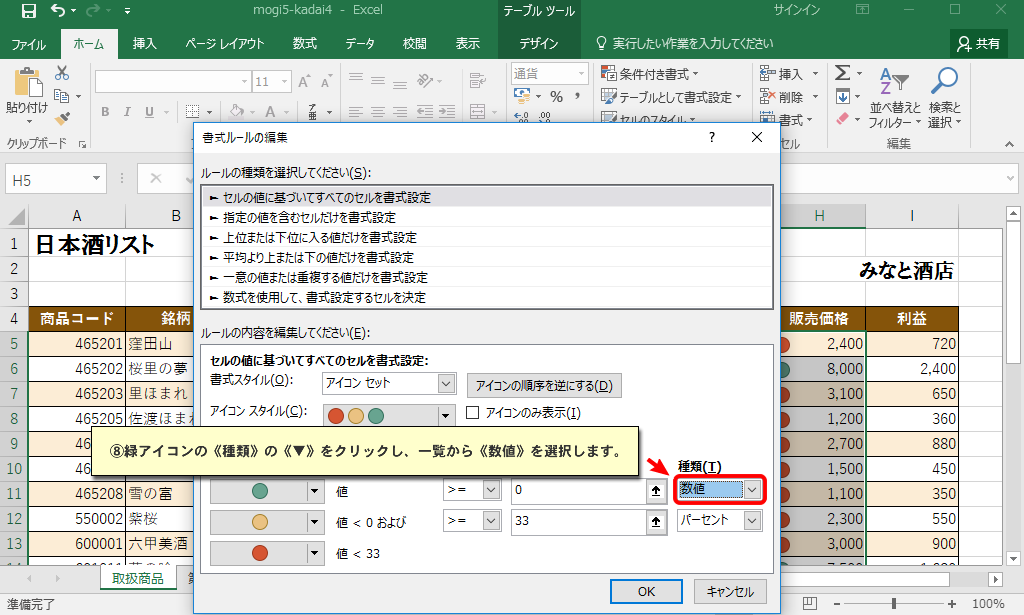 mogi5-kadai4 - Excel
テーブル ツール
サインイン
ファイル ホーム 挿入 ページ レイアウト 数式 データ 校閲 表示 デザイン 実行したい作業を入力してください 共有
貼り付け
クリップボード
11
B I U
A
通貨
% ,
条件付き書式
テーブルとして書式設定
セルのスタイル
挿入
削除
書式
セル
並べ替えと
フィルター
検索と
選択
編集
H5
書式ルールの編集
? ×
ルールの種類を選択してください(S):
► セルの値に基づいてすべてのセルを書式設定
► 指定の値を含むセルだけを書式設定
► 上位または下位に入る値だけを書式設定
► 平均より上または下の値だけを書式設定
► 一意の値または重複する値だけを書式設定
► 数式を使用して、書式設定するセルを決定
ルールの内容を編集してください(E):
セルの値に基づいてすべてのセルを書式設定:
書式スタイル(O): アイコン セット アイコンの順序を逆にする(D)
アイコン スタイル(C): アイコンのみ表示(I)
⑧緑アイコンの《種類》の《▼》をクリックし、一覧から《数値》を選択します。
種類(T)
値 >= 0 数値
値 < 0 および >= 33 パーセント
値 < 33
OK キャンセル
A B H I
1 日本酒リスト
2 みなと酒店
3
4 商品コード 銘柄 販売価格 利益
5 465201 窪田山 2,400 720
6 465202 桜里の夢 8,000 2,400
7 465203 里ほまれ 3,100 650
8 465205 佐渡ほまれ 1,200 360
9 46 2,700 880
10 46 1,500 450
11 465208 雪の富 1,100 350
12 550002 紫桜 2,300 550
13 600001 六甲美酒 3,000 900
取扱商品
準備完了
100%